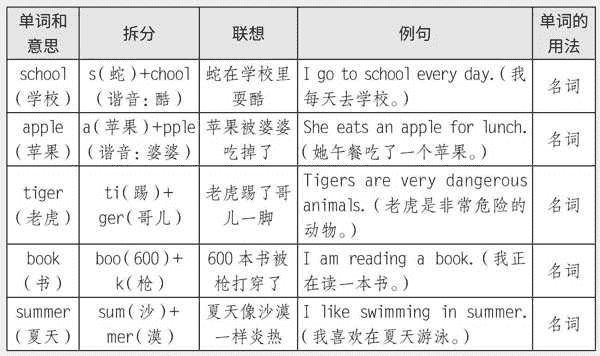 单词和
意思
拆分
联想
例句
单词的
用法
school
(学校)
s(蛇)+chool
(谐音:酷)
蛇在学校里
耍酷
I go to school every day.(我
每天去学校。)
名词
apple
(苹果)
a(苹果)+pple
(谐音:婆婆)
苹果被婆婆
吃掉了
She eats an apple for lunch.
(她午餐吃了一个苹果。)
名词
tiger
(老虎)
ti(踢)+
ger(哥儿)
老虎踢了哥
儿一脚
Tigers are very dangerous
animals.(老虎是非常危险的
动物。)
名词
book
(书)
boo(600)+
k(枪)
600本书被
枪打穿了
I am reading a book.(我正
在读一本书。)
名词
summer
(夏天)
sum(沙)+
mer(漠)
夏天像沙漠
一样炎热
I like swimming in summer.
(我喜欢在夏天游泳。)
名词